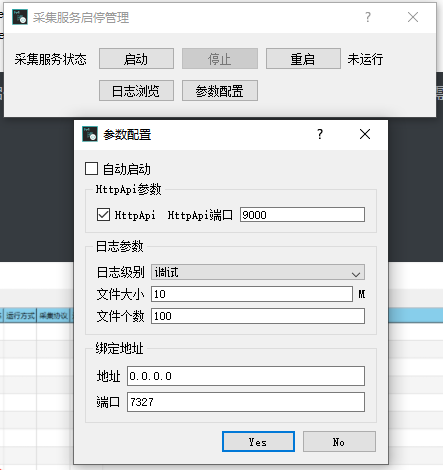 采集服务启停管理
采集服务状态 启动 停止 重启 未运行
日志浏览 参数配置
参数配置
自动启动
HttpApi参数
HttpApi HttpApi端口 9000
日志参数
日志级别 调试
文件大小 10 M
文件个数 100
运行方式 采集协议
绑定地址
地址 0.0.0.0
端口 7327
Yes No